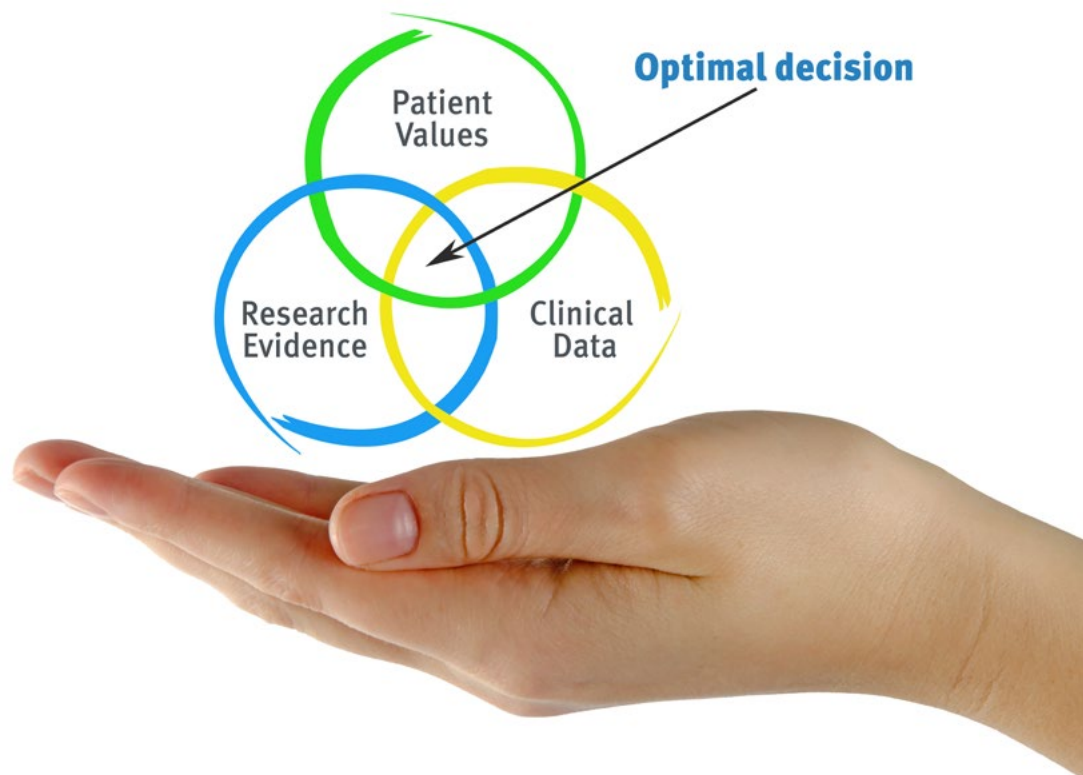 Optimal decision
Patient
Values
Research
Evidence
Clinical
Data